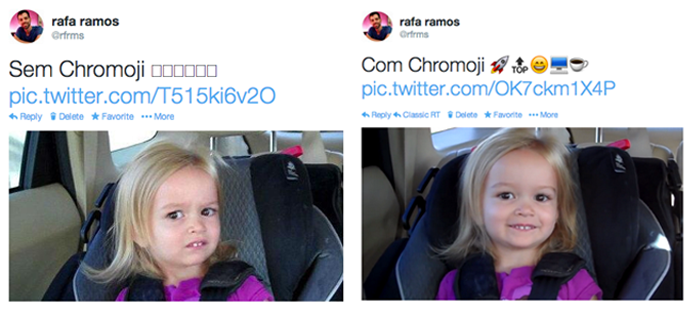 rafa ramos
@rfrms
Sem Chromoji □□□□□□
pic.twitter.com/T515ki6v2O
Reply Delete Favorite More
rafa ramos
@rfrms
Com Chromoji 🚀🔝😄💻☕
pic.twitter.com/OK7ckm1X4P
Reply Classic RT Delete Favorite More